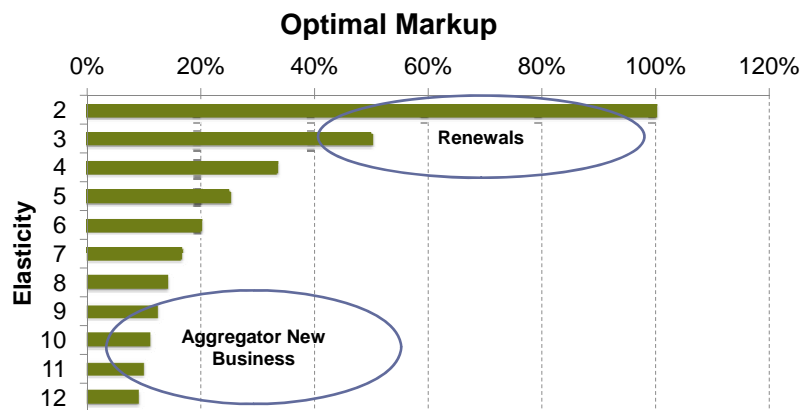 Optimal Markup
0% 20% 40% 60% 80% 100% 120%
2
3
4
5
6
7
8
9
10
11
12
Elasticity
Renewals
Aggregator New
Business